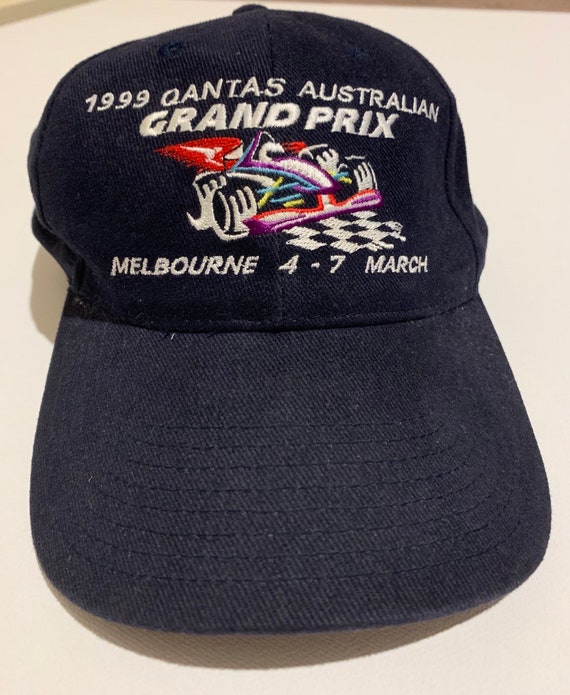 1999 QANTAS AUSTRALIAN
GRAND PRIX
MELBOURNE 4 - 7 MARCH